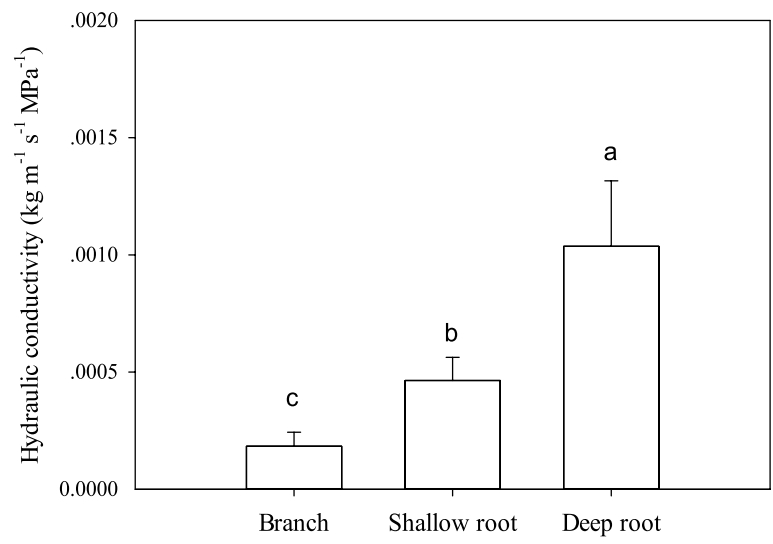 Hydraulic conductivity (kg m⁻¹ s⁻¹ MPa⁻¹)
.0020
.0015
.0010
.0005
0.0000
c
b
a
Branch
Shallow root
Deep root